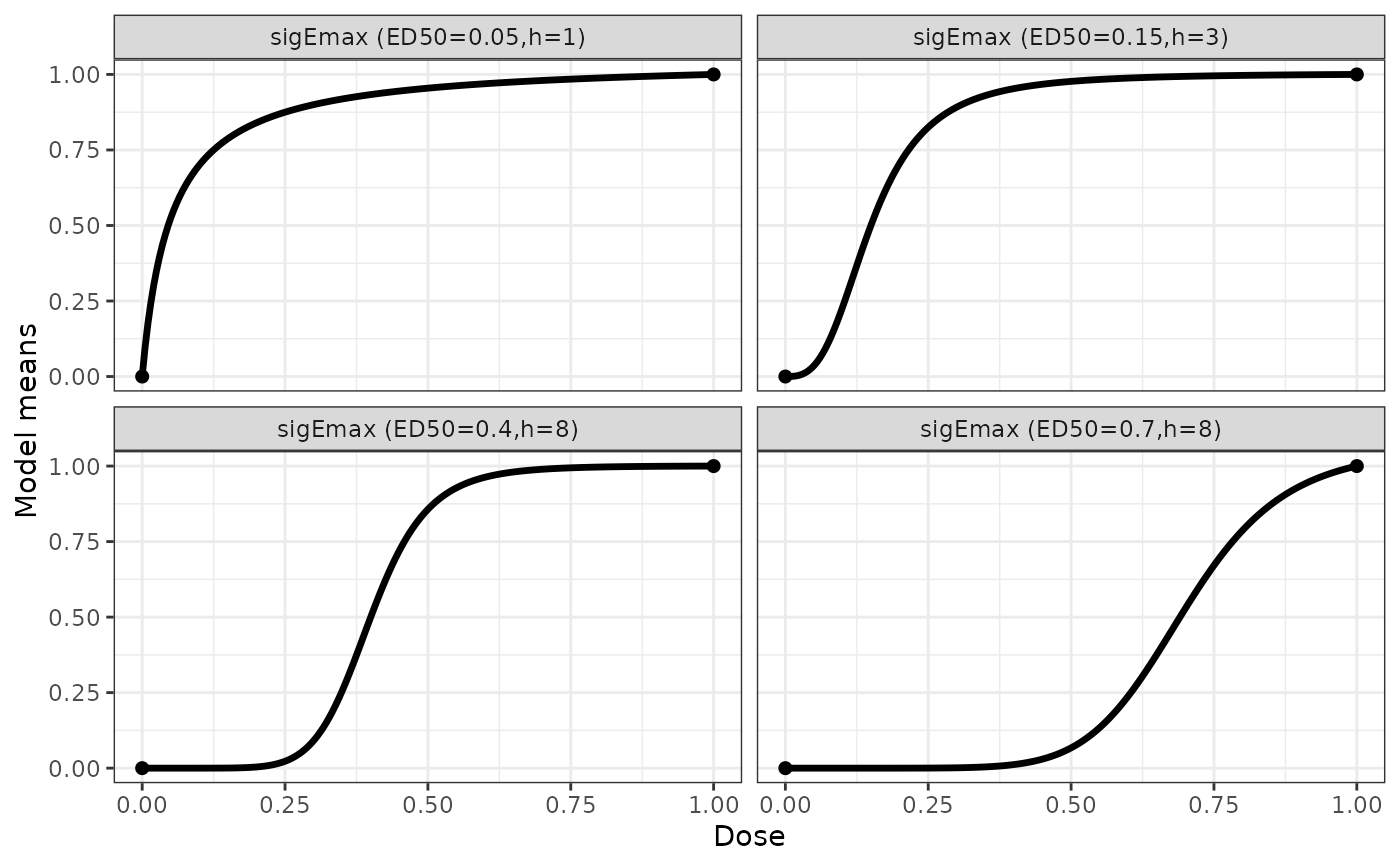 sigEmax (ED50=0.05,h=1)
sigEmax (ED50=0.15,h=3)
1.00
0.75
0.50
0.25
0.00
Model means
sigEmax (ED50=0.4,h=8)
sigEmax (ED50=0.7,h=8)
1.00
0.75
0.50
0.25
0.00
0.00 0.25 0.50 0.75 1.00
0.00 0.25 0.50 0.75 1.00
Dose